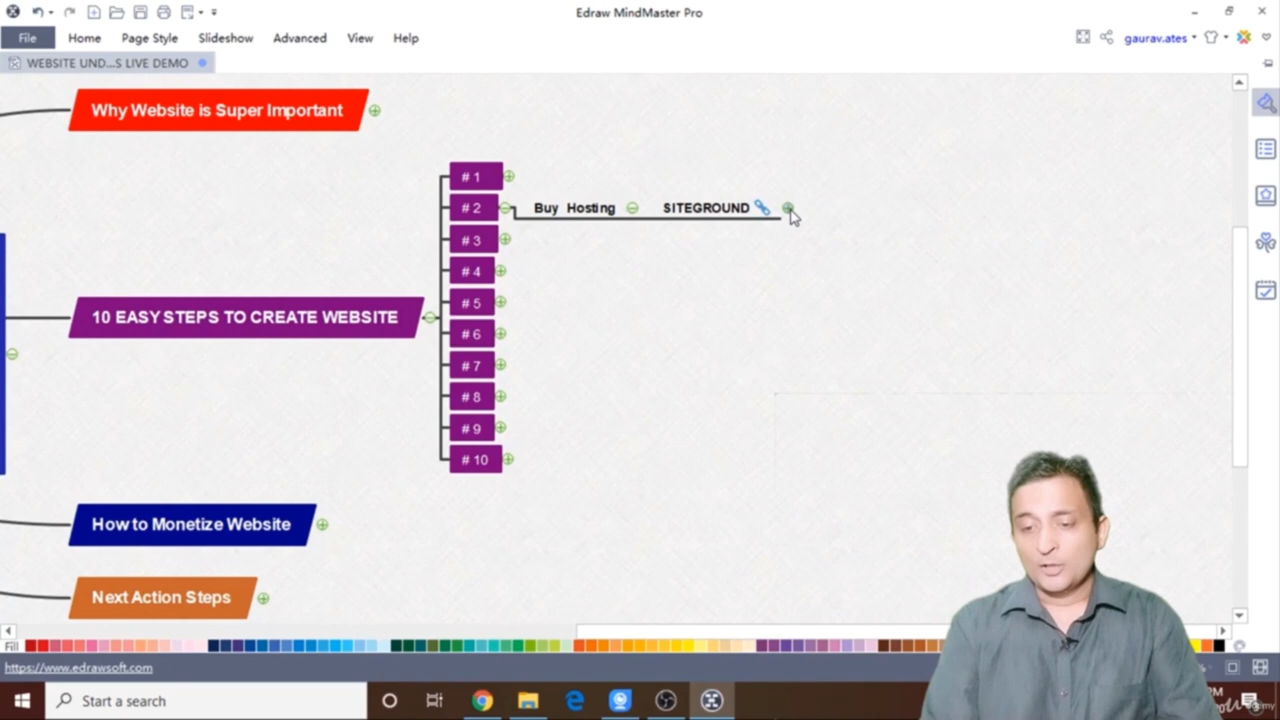 Edraw MindMaster Pro
File Home Page Style Slideshow Advanced View Help
gaurav.ates
WEBSITE UND...S LIVE DEMO
Why Website is Super Important
# 1
# 2 Buy Hosting SITEGROUND
# 3
# 4
# 5
10 EASY STEPS TO CREATE WEBSITE
# 6
# 7
# 8
# 9
# 10
How to Monetize Website
Next Action Steps
Fill
https://www.edrawsoft.com
%
Start a search
PM